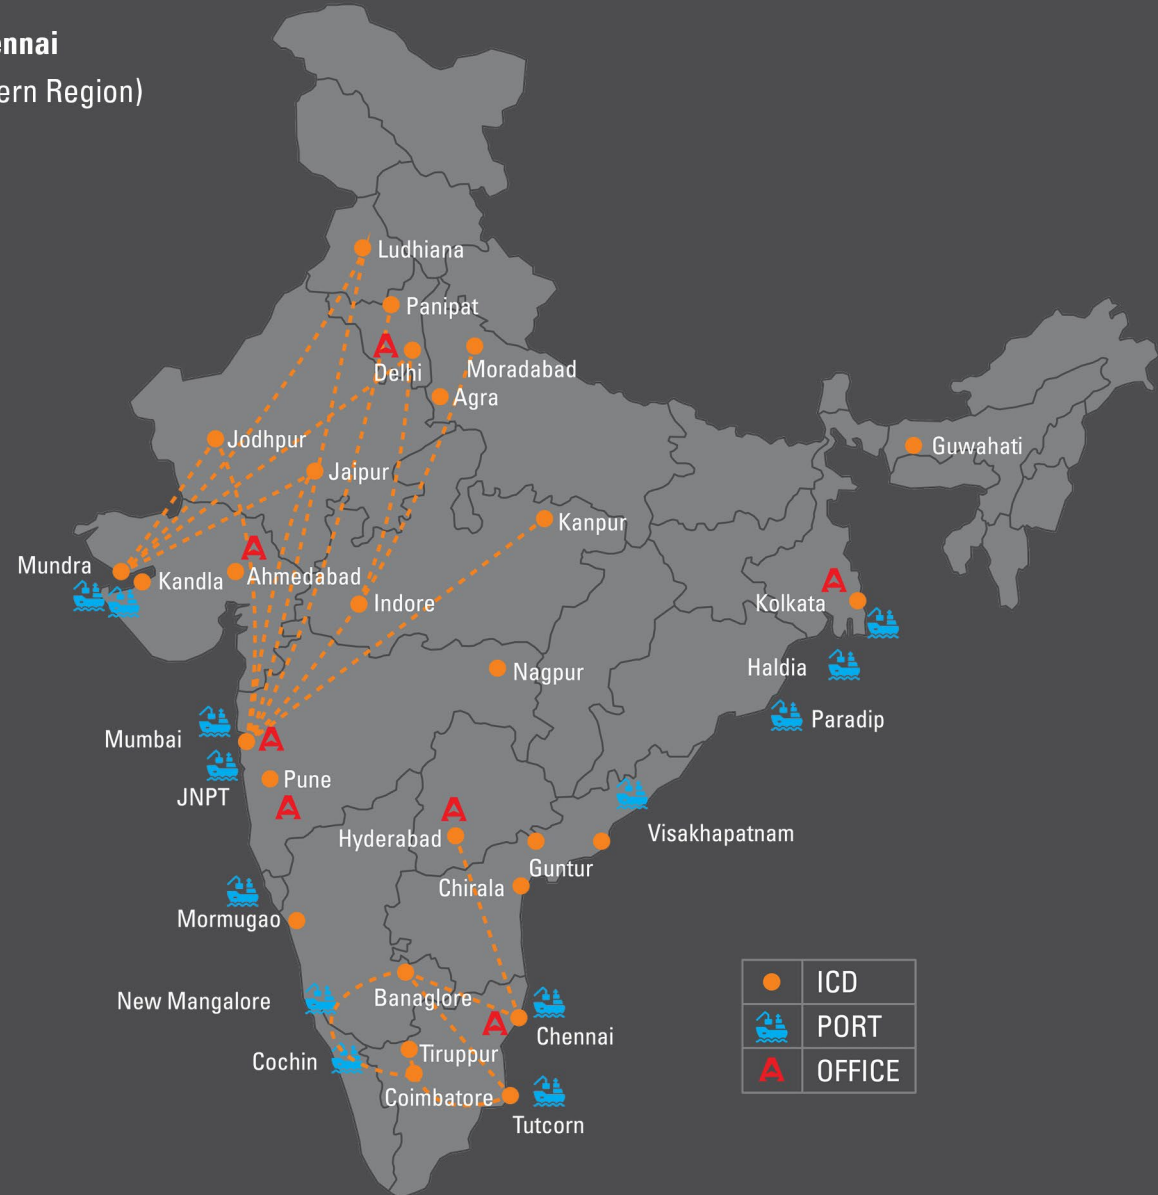 ennai
ern Region)
Ludhiana
Panipat
Delhi
Moradabad
Agra
Jodhpur
Guwahati
Jaipur
Kanpur
Mundra
Kandla
Ahmedabad
Indore
Kolkata
Haldia
Nagpur
Paradip
Mumbai
Pune
JNPT
Hyderabad
Visakhapatnam
Guntur
Chirala
Mormugao
ICD
Banaglore
New Mangalore
PORT
Chennai
Tiruppur
Cochin
OFFICE
Coimbatore
Tutcorn